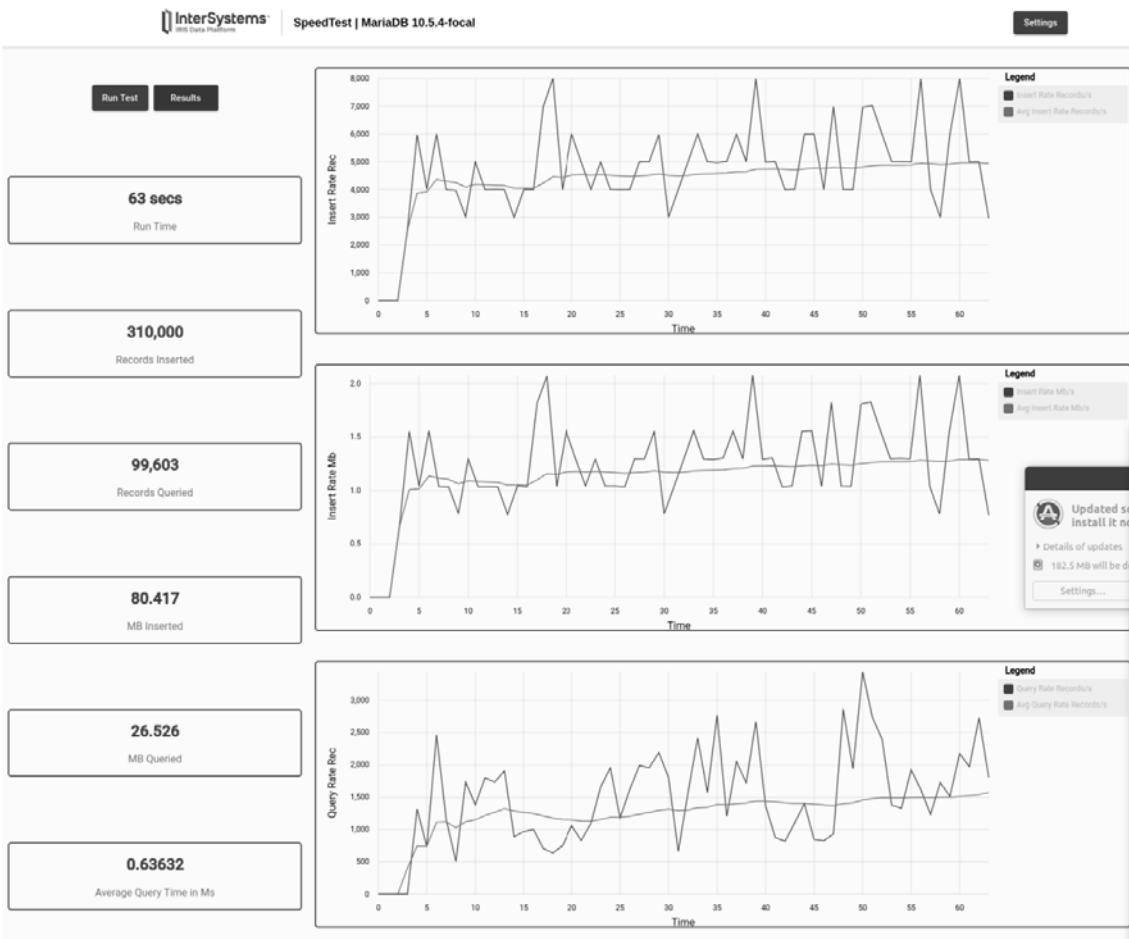 InterSystems
IRIS Data Platform
SpeedTest | MariaDB 10.5.4-focal
Settings
Run Test
Results
63 secs
Run Time
310,000
Records Inserted
99,603
Records Queried
80.417
MB Inserted
26.526
MB Queried
0.63632
Average Query Time in Ms
8,000
7,000
6,000
5,000
4,000
3,000
2,000
1,000
0
Insert Rate Rec
0 5 10 15 20 25 30 35 40 45 50 55 60
Time
Legend
Insert Rate Records/s
Avg Insert Rate Records/s
2.0
1.5
1.0
0.5
0.0
Insert Rate Mb
0 5 10 15 20 25 30 35 40 45 50 55 60
Time
Legend
Insert Rate Mb/s
Avg Insert Rate Mb/s
Updated so
install it no
Details of updates
182.5 MB will be d
Settings...
3,000
2,500
2,000
1,500
1,000
500
0
Query Rate Rec
0 5 10 15 20 25 30 35 40 45 50 55 60
Time
Legend
Query Rate Records/s
Avg Query Rate Records/s